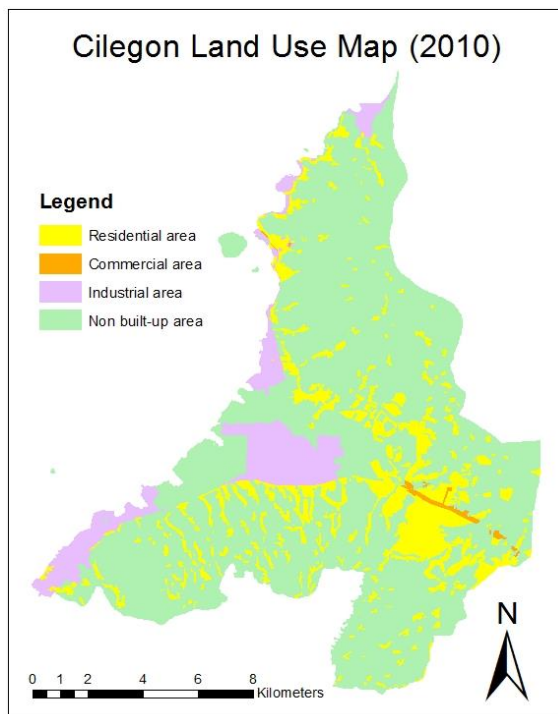 Cilegon Land Use Map (2010)
Legend
Residential area
Commercial area
Industrial area
Non built-up area
N
0 1 2 4 6 8
Kilometers